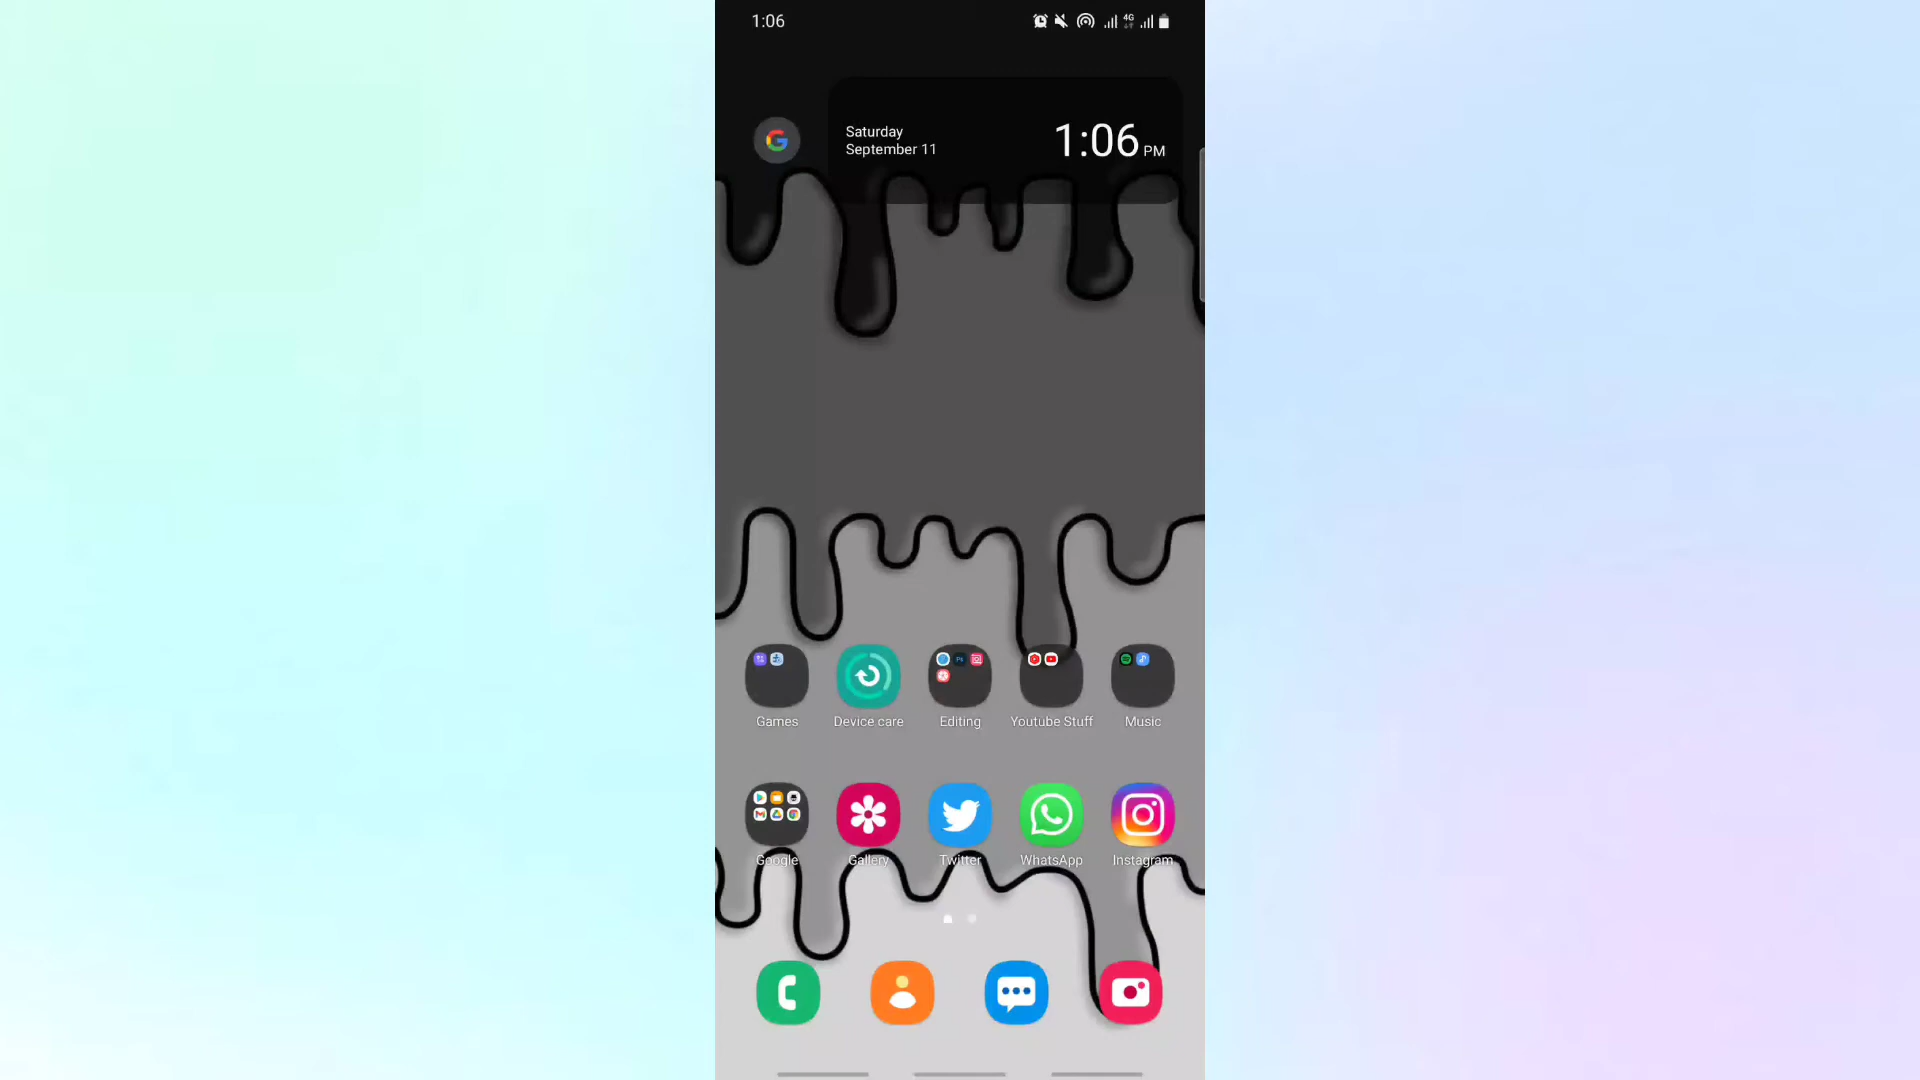 1:06
4G
Saturday
September 11
1:06 PM
Games
Device care
Editing
Youtube Stuff
Music
Google
Gallery
Twitter
WhatsApp
Instagram